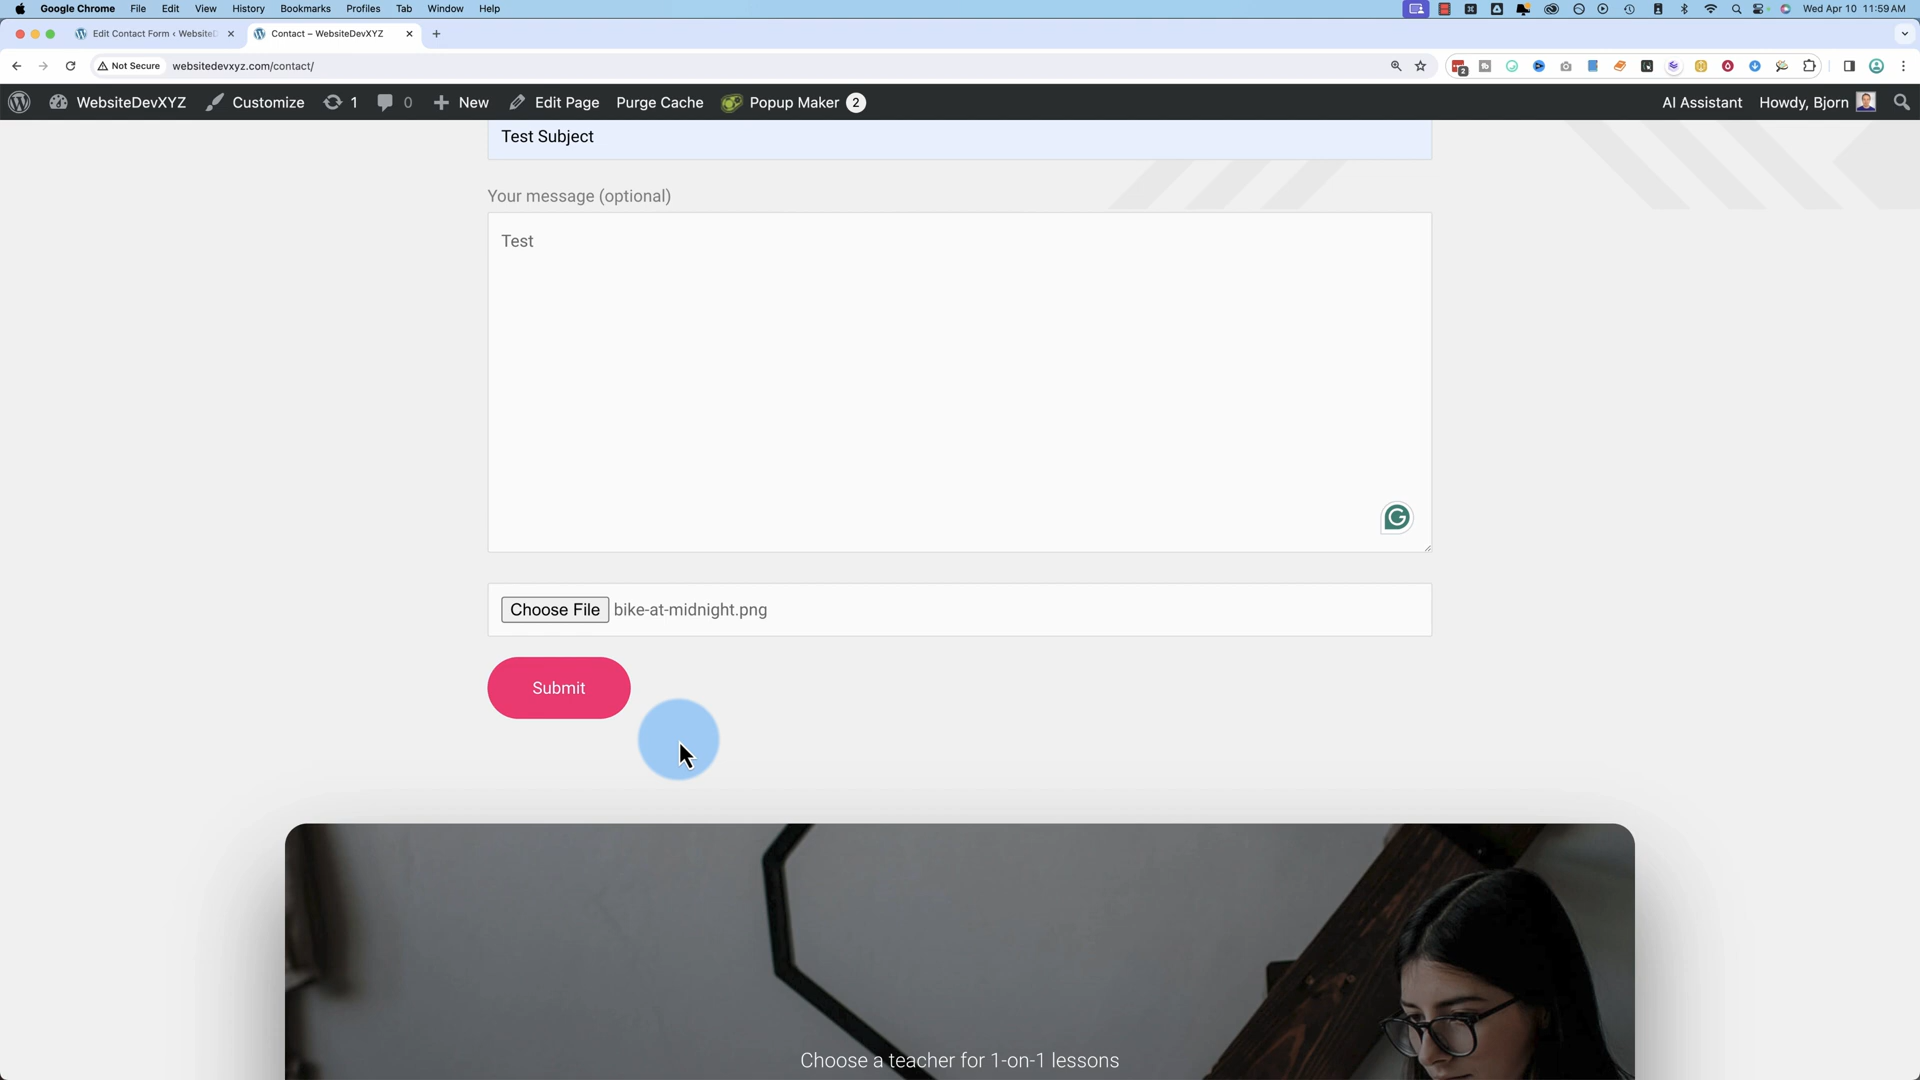 Google Chrome File Edit View History Bookmarks Profiles Tab Window Help Wed Apr 10 11:59 AM
Edit Contact Form ‹ WebsiteD Contact – WebsiteDevXYZ
Not Secure websitedevxyz.com/contact/ 2
WebsiteDevXYZ Customize 1 0 New Edit Page Purge Cache Popup Maker 2 AI Assistant Howdy, Bjorn
Test Subject
Your message (optional)
Test
Choose File bike-at-midnight.png
Submit
Choose a teacher for 1-on-1 lessons